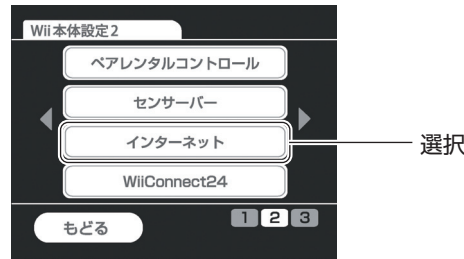 Wii本体設定2
ペアレンタルコントロール
センサーバー
インターネット
選択
WiiConnect24
もどる
1 2 3